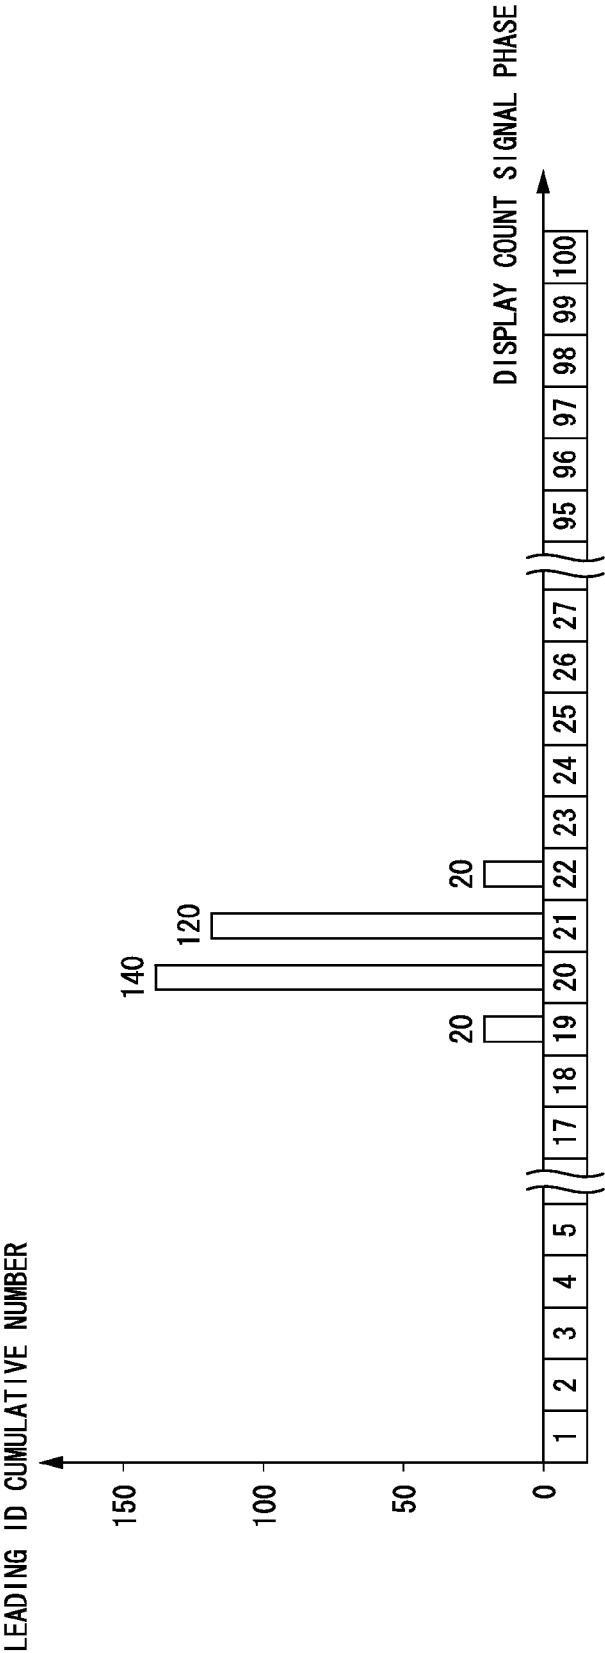 LEADING ID CUMULATIVE NUMBER
150
140
120
100
50
20
20
0
1 2 3 4 5 17 18 19 20 21 22 23 24 25 26 27 95 96 97 98 99 100
DISPLAY COUNT SIGNAL PHASE